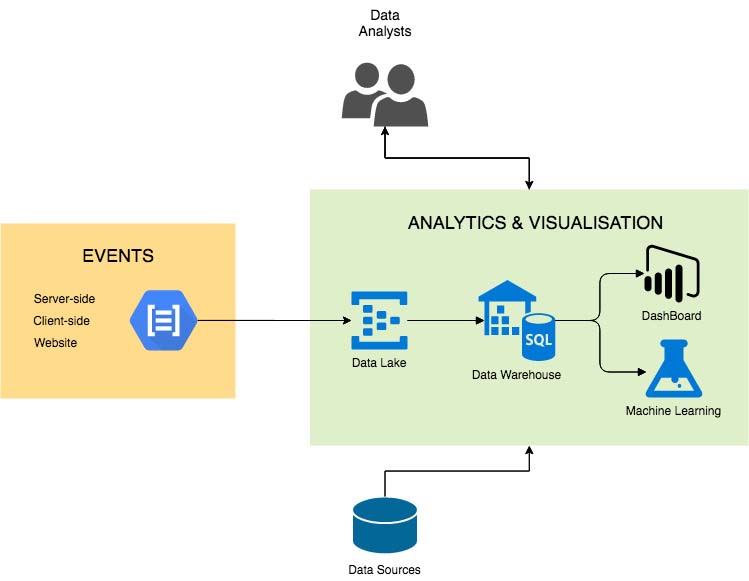 Data
Analysts
ANALYTICS & VISUALISATION
EVENTS
Server-side
Client-side
Website
DashBoard
SQL
Data Lake
Data Warehouse
Machine Learning
Data Sources